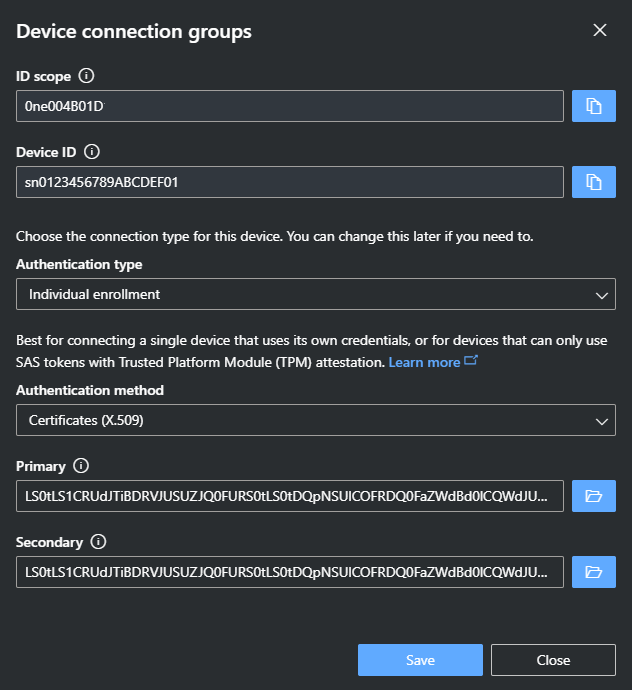 Device connection groups
ID scope
0ne004B01D
Device ID
sn0123456789ABCDEF01
Choose the connection type for this device. You can change this later if you need to.
Authentication type
Individual enrollment
Best for connecting a single device that uses its own credentials, or for devices that can only use
SAS tokens with Trusted Platform Module (TPM) attestation. Learn more
Authentication method
Certificates (X.509)
Primary
LS0tLS1CRUdJTiBDRVJUSUZJQ0FURS0tLS0tDQpNSUlCOFRDQ0FaZWdBd0lCQWdJU...
Secondary
LS0tLS1CRUdJTiBDRVJUSUZJQ0FURS0tLS0tDQpNSUlCOFRDQ0FaZWdBd0lCQWdJU...
Save
Close